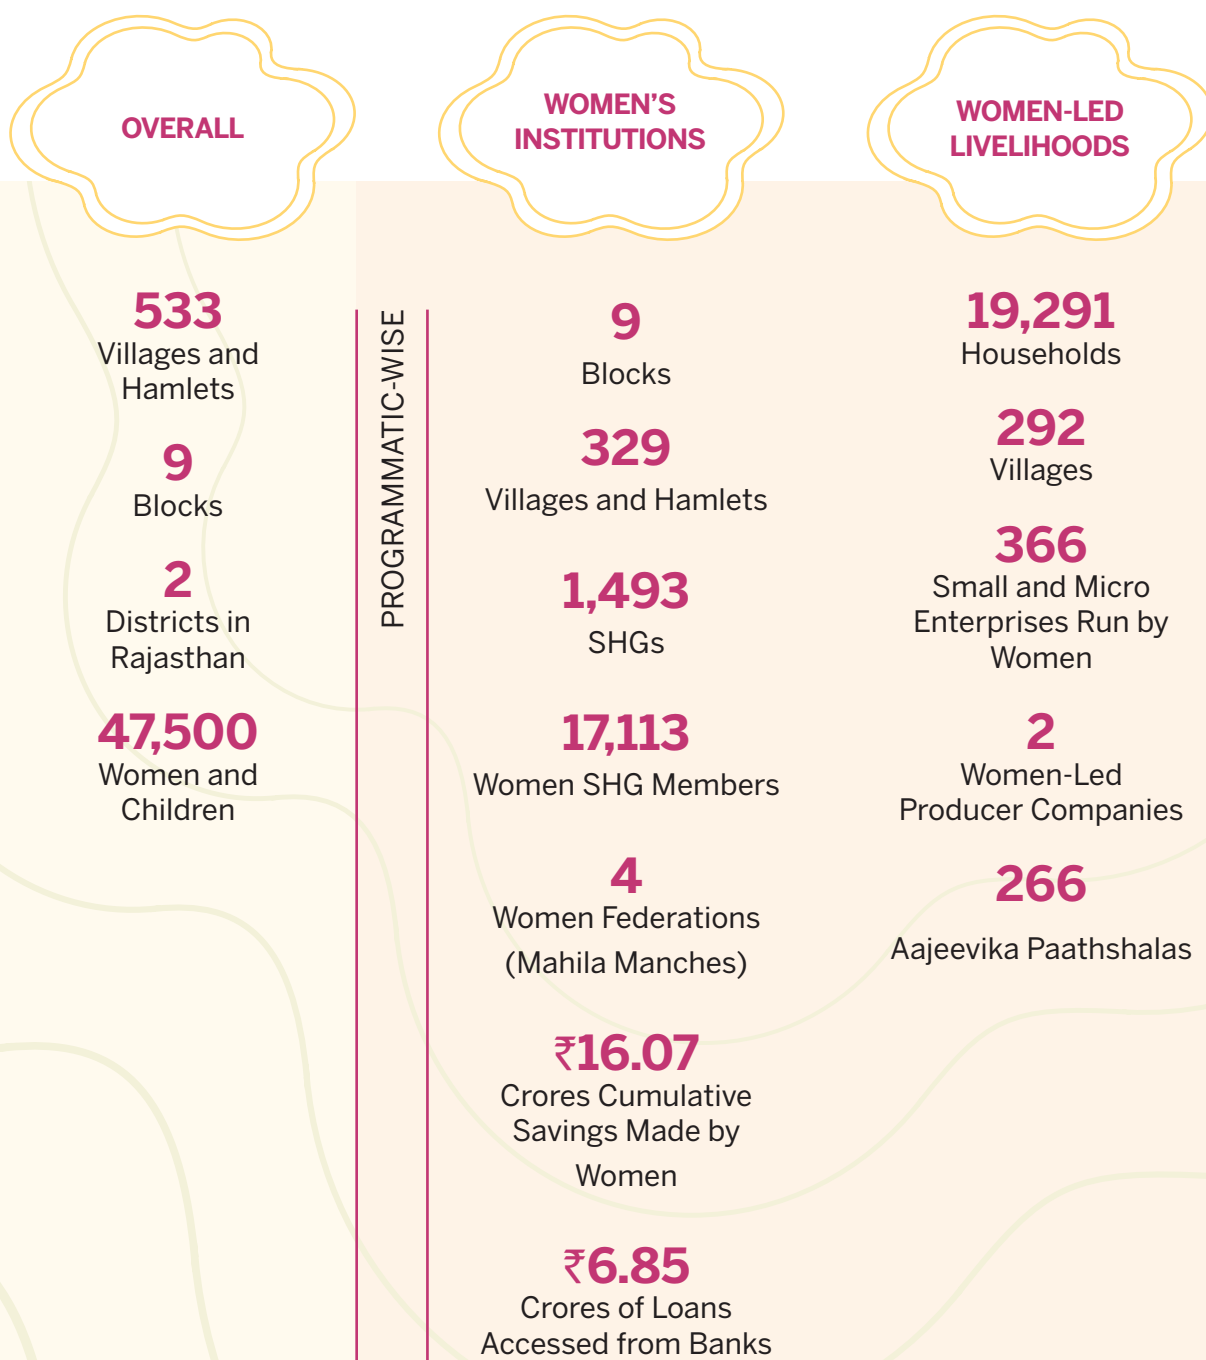 OVERALL
533
Villages and
Hamlets
9
Blocks
2
Districts in
Rajasthan
47,500
Women and
Children
PROGRAMMATIC-WISE
WOMEN'S
INSTITUTIONS
9
Blocks
329
Villages and Hamlets
1,493
SHGs
17,113
Women SHG Members
4
Women Federations
(Mahila Manches)
₹16.07
Crores Cumulative
Savings Made by
Women
₹6.85
Crores of Loans
Accessed from Banks
WOMEN-LED
LIVELIHOODS
19,291
Households
292
Villages
366
Small and Micro
Enterprises Run by
Women
2
Women-Led
Producer Companies
266
Aajeevika Paathshalas